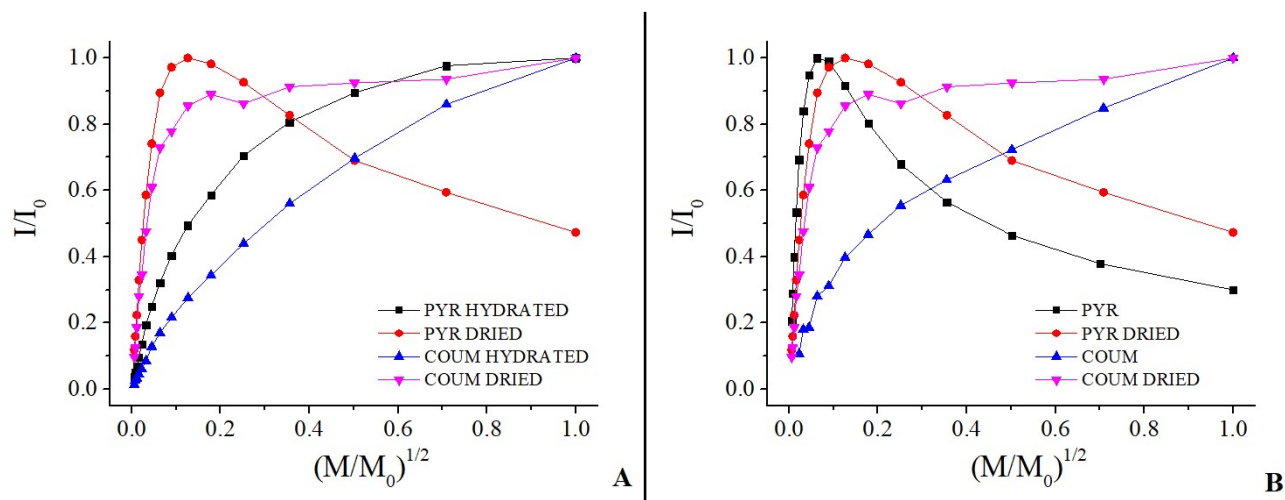 I/I0
1.0
0.8
0.6
0.4
0.2
0.0
PYR HYDRATED
PYR DRIED
COUM HYDRATED
COUM DRIED
0.0 0.2 0.4 0.6 0.8 1.0
(M/M0)1/2
A
I/I0
1.0
0.8
0.6
0.4
0.2
0.0
PYR
PYR DRIED
COUM
COUM DRIED
0.0 0.2 0.4 0.6 0.8 1.0
(M/M0)1/2
B